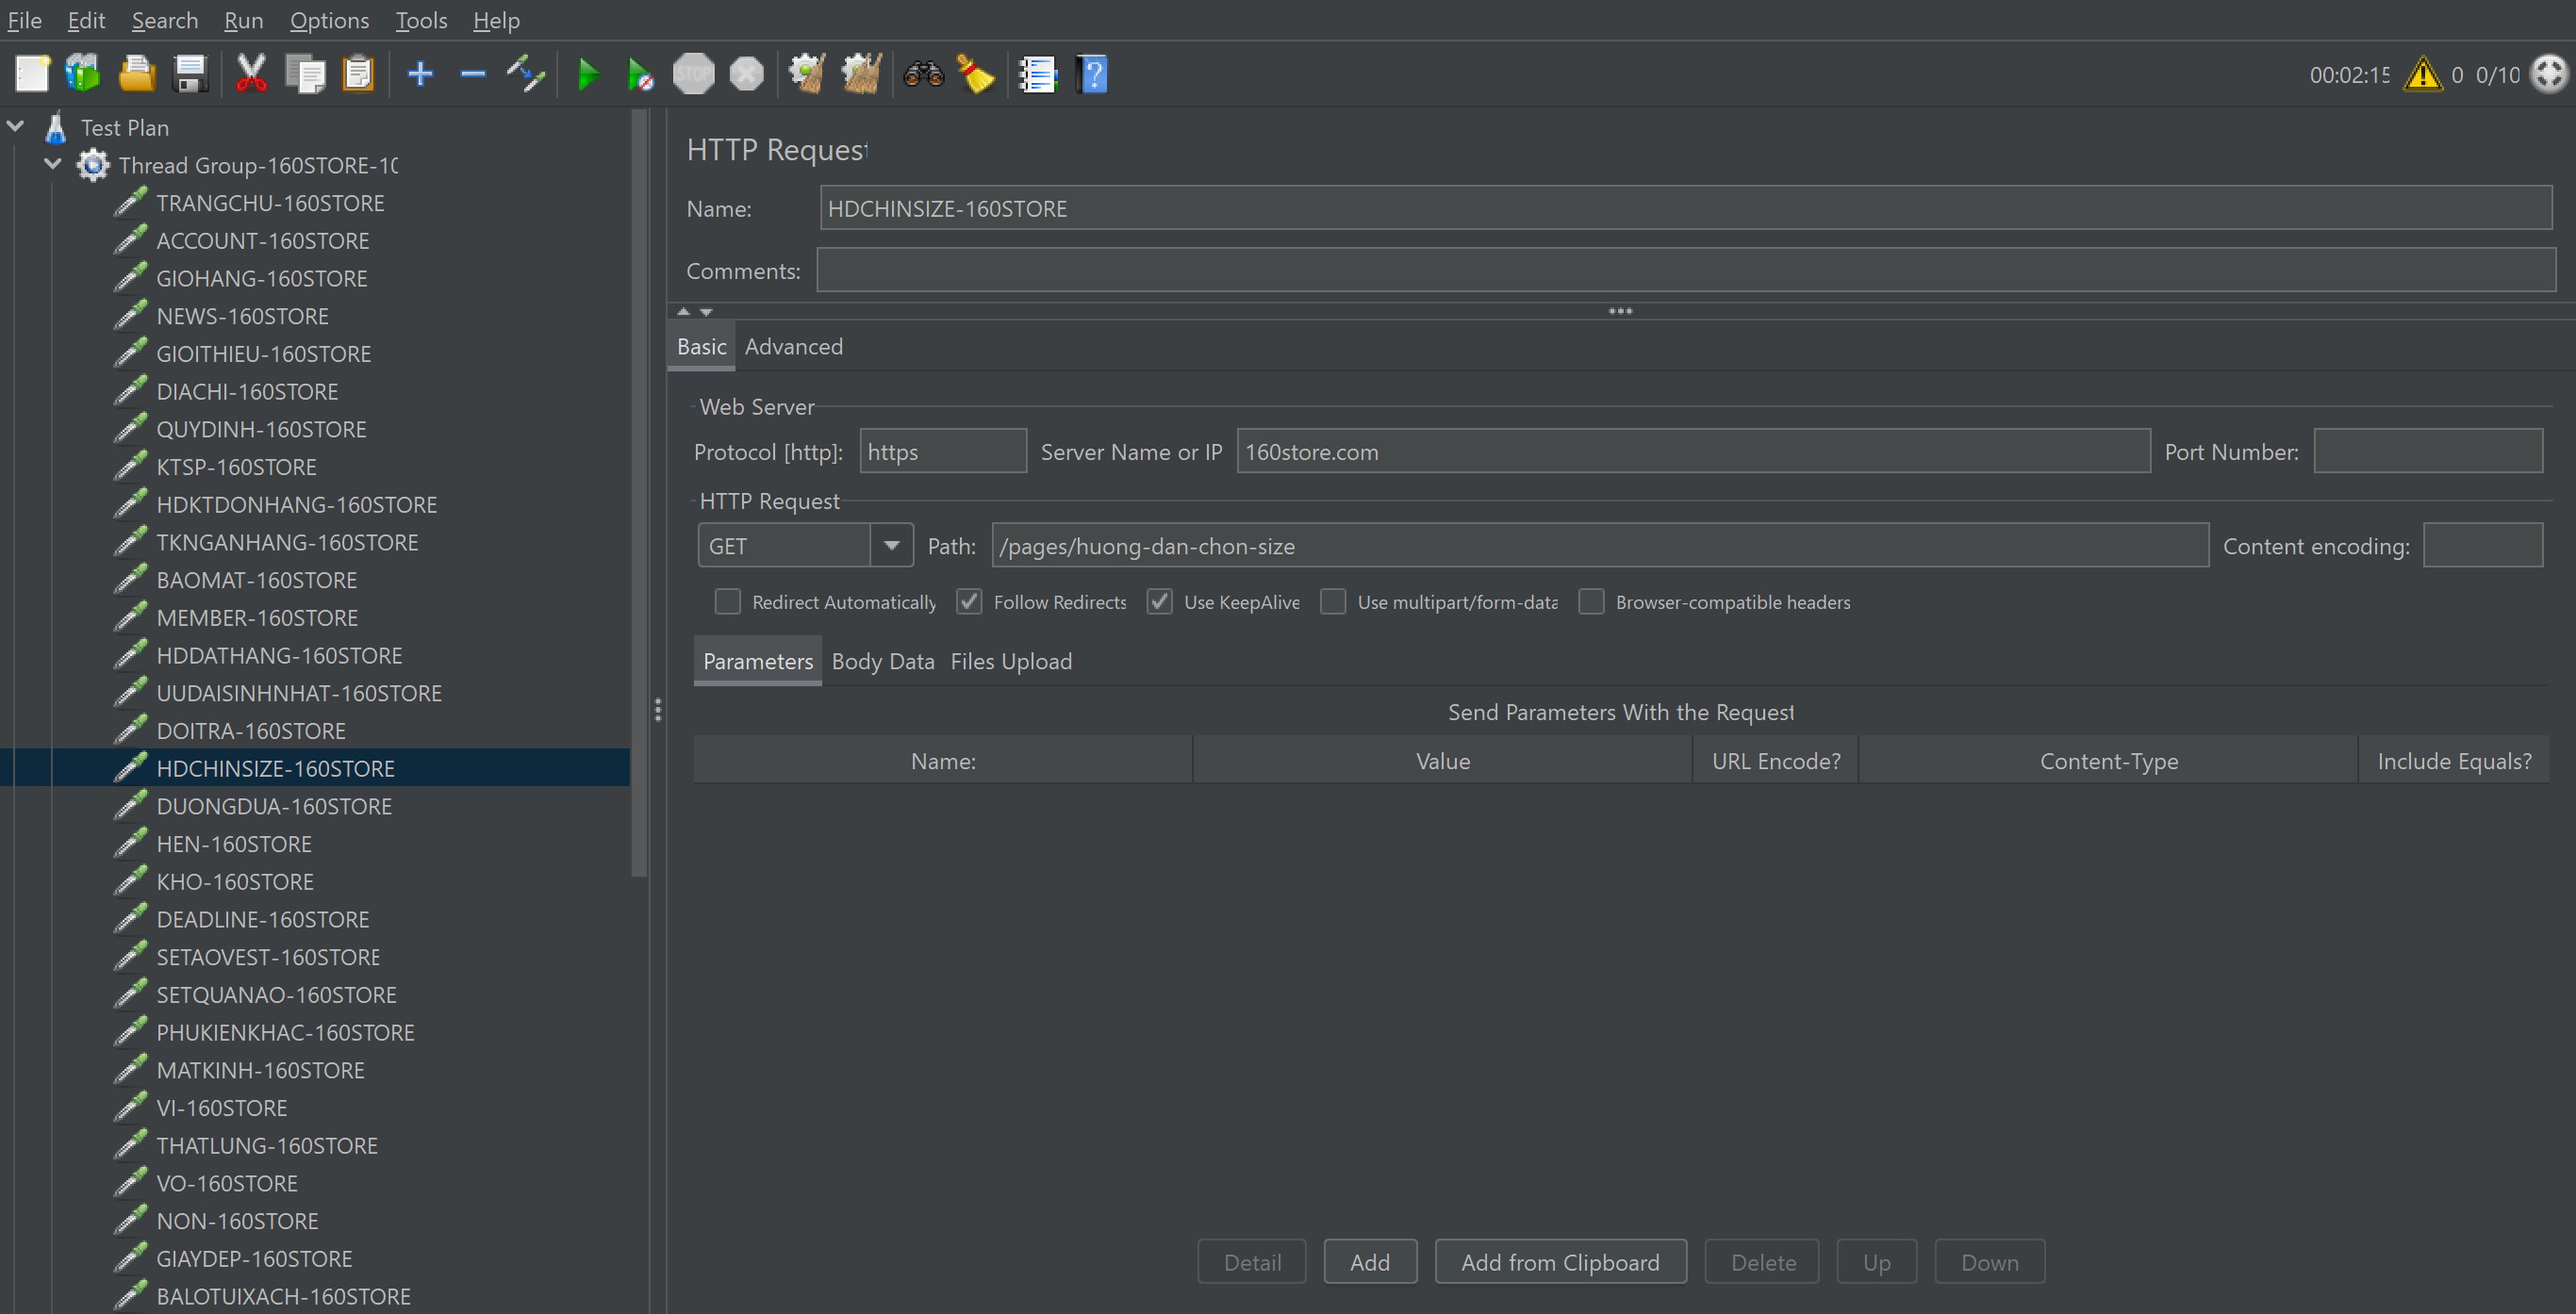 File Edit Search Run Options Tools Help
STOP
00:02:15 0 0/10
Test Plan
Thread Group-160STORE-10
TRANGCHU-160STORE
ACCOUNT-160STORE
GIOHANG-160STORE
NEWS-160STORE
GIOITHIEU-160STORE
DIACHI-160STORE
QUYDINH-160STORE
KTSP-160STORE
HDKTDONHANG-160STORE
TKNGANHANG-160STORE
BAOMAT-160STORE
MEMBER-160STORE
HDDATHANG-160STORE
UUDAISINHNHAT-160STORE
DOITRA-160STORE
HDCHINSIZE-160STORE
DUONGDUA-160STORE
HEN-160STORE
KHO-160STORE
DEADLINE-160STORE
SETAOVEST-160STORE
SETQUANAO-160STORE
PHUKIENKHAC-160STORE
MATKINH-160STORE
VI-160STORE
THATLUNG-160STORE
VO-160STORE
NON-160STORE
GIAYDEP-160STORE
BALOTUIXACH-160STORE
HTTP Request
Name: HDCHINSIZE-160STORE
Comments:
Basic Advanced
Web Server
Protocol [http]: https Server Name or IP 160store.com Port Number:
HTTP Request
GET Path: /pages/huong-dan-chon-size Content encoding:
Redirect Automatically Follow Redirects Use KeepAlive Use multipart/form-data Browser-compatible headers
Parameters Body Data Files Upload
Send Parameters With the Request
Name: Value URL Encode? Content-Type Include Equals?
Detail Add Add from Clipboard Delete Up Down